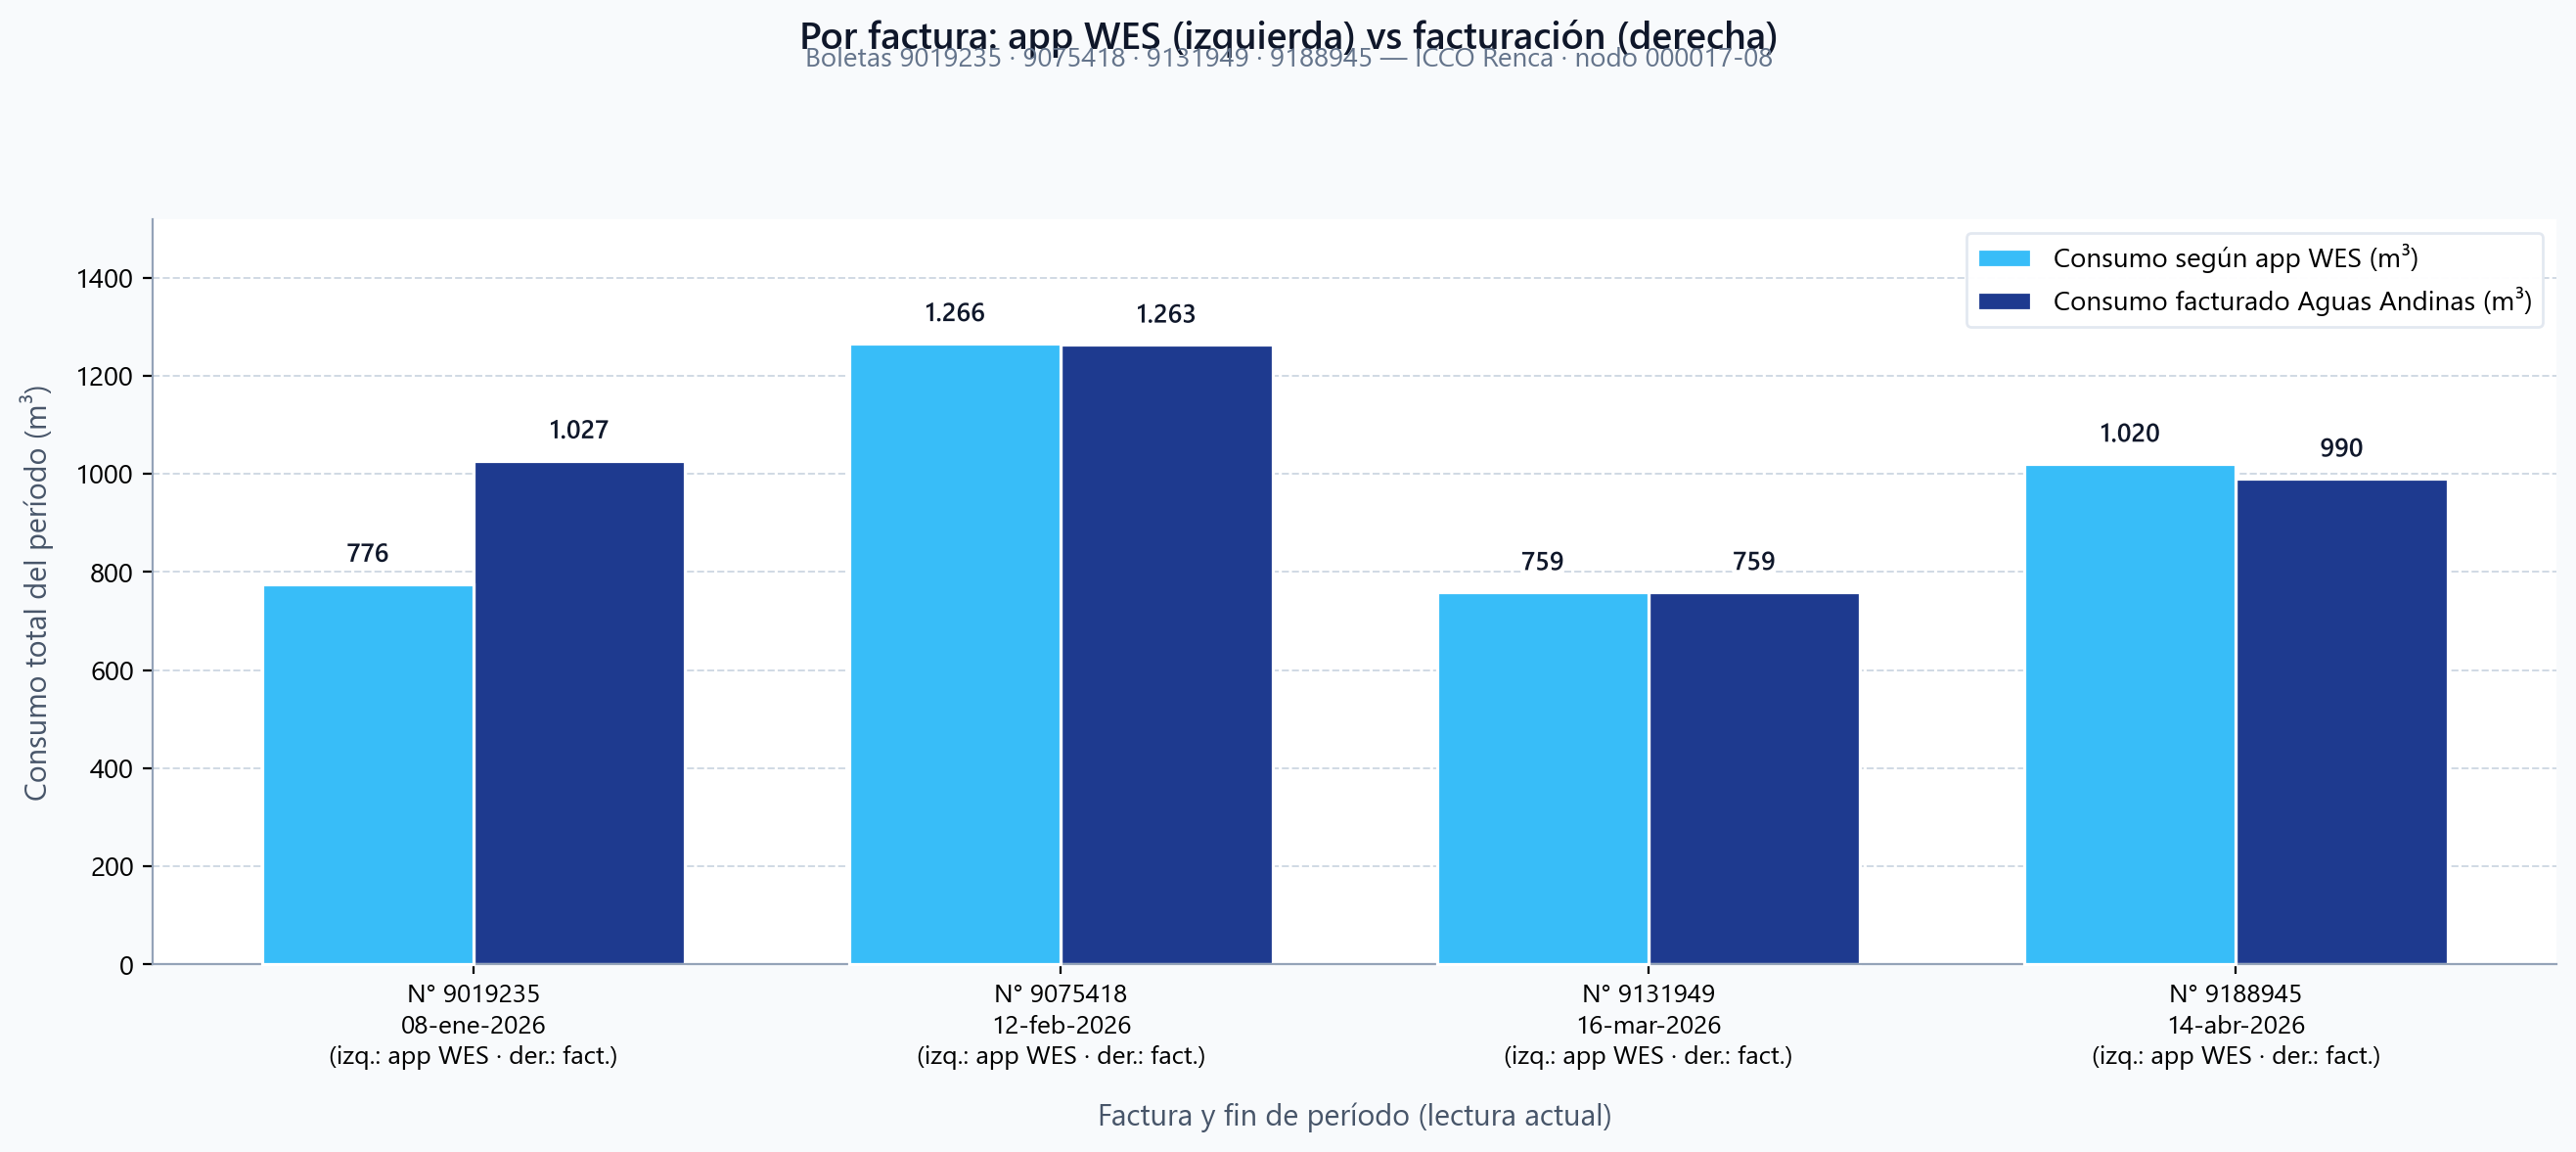 Por factura: app WES (izquierda) vs facturación (derecha)
Boletas 9019235 · 9075418 · 9131949 · 9188945 — ICCO Renca · nodo 000017-08
Consumo según app WES (m³)
Consumo facturado Aguas Andinas (m³)
Consumo total del período (m³)
1400
1200
1000
800
600
400
200
0
776
1.027
1.266
1.263
759
759
1.020
990
N° 9019235
08-ene-2026
(izq.: app WES · der.: fact.)
N° 9075418
12-feb-2026
(izq.: app WES · der.: fact.)
N° 9131949
16-mar-2026
(izq.: app WES · der.: fact.)
N° 9188945
14-abr-2026
(izq.: app WES · der.: fact.)
Factura y fin de período (lectura actual)